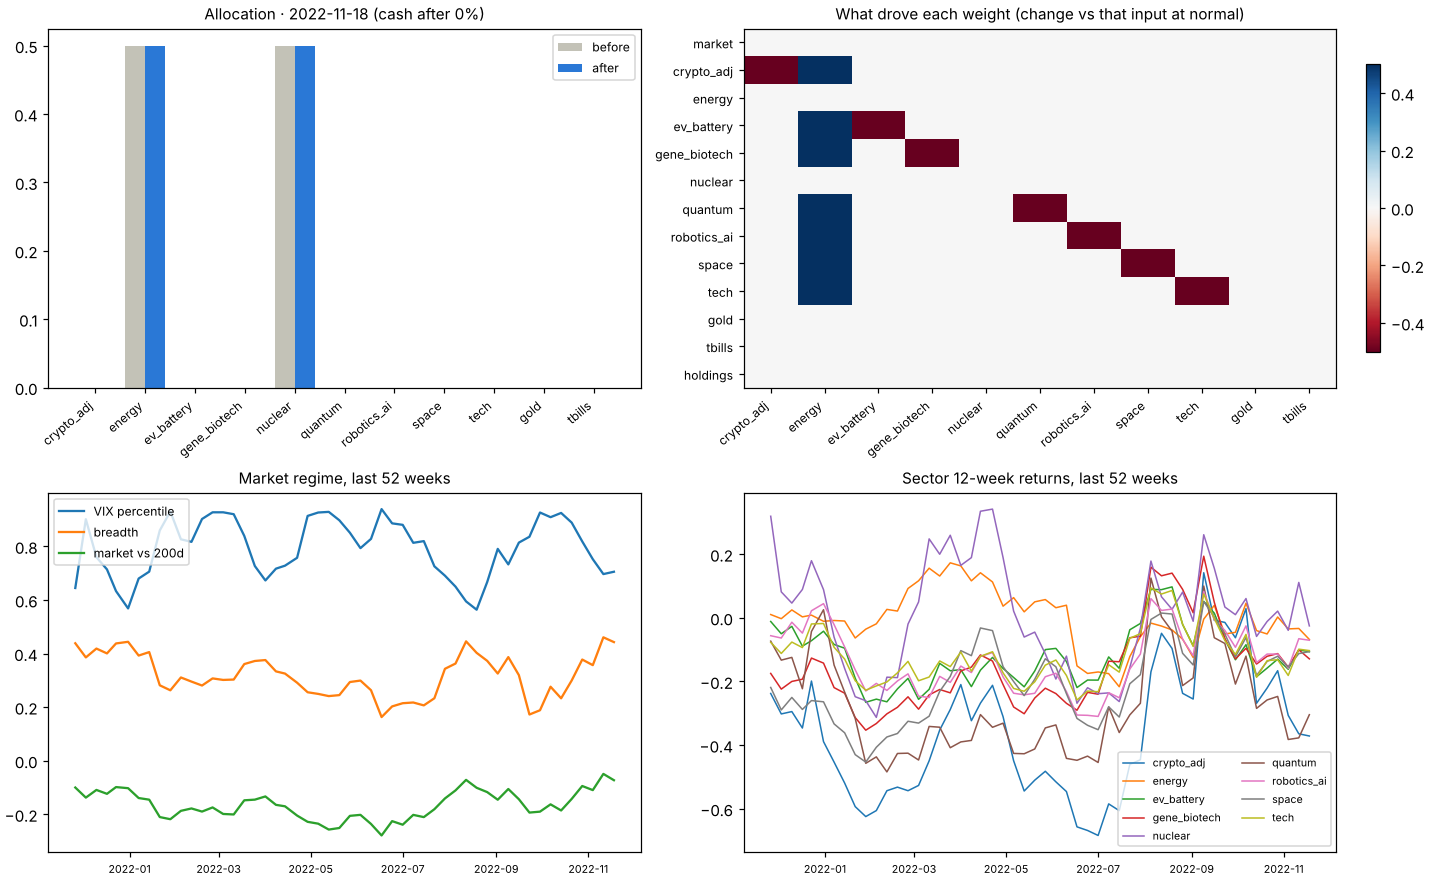 Allocation · 2022-11-18 (cash after 0%)
before
after
0.5
0.4
0.3
0.2
0.1
0.0
crypto_adj
energy
ev_battery
gene_biotech
nuclear
quantum
robotics_ai
space
tech
gold
tbills
What drove each weight (change vs that input at normal)
market
crypto_adj
energy
ev_battery
gene_biotech
nuclear
quantum
robotics_ai
space
tech
gold
tbills
holdings
crypto_adj
energy
ev_battery
gene_biotech
nuclear
quantum
robotics_ai
space
tech
gold
tbills
0.4
0.2
0.0
−0.2
−0.4
Market regime, last 52 weeks
VIX percentile
breadth
market vs 200d
0.8
0.6
0.4
0.2
0.0
−0.2
2022-01
2022-03
2022-05
2022-07
2022-09
2022-11
Sector 12-week returns, last 52 weeks
0.2
0.0
−0.2
−0.4
−0.6
crypto_adj
energy
ev_battery
gene_biotech
nuclear
quantum
robotics_ai
space
tech
2022-01
2022-03
2022-05
2022-07
2022-09
2022-11